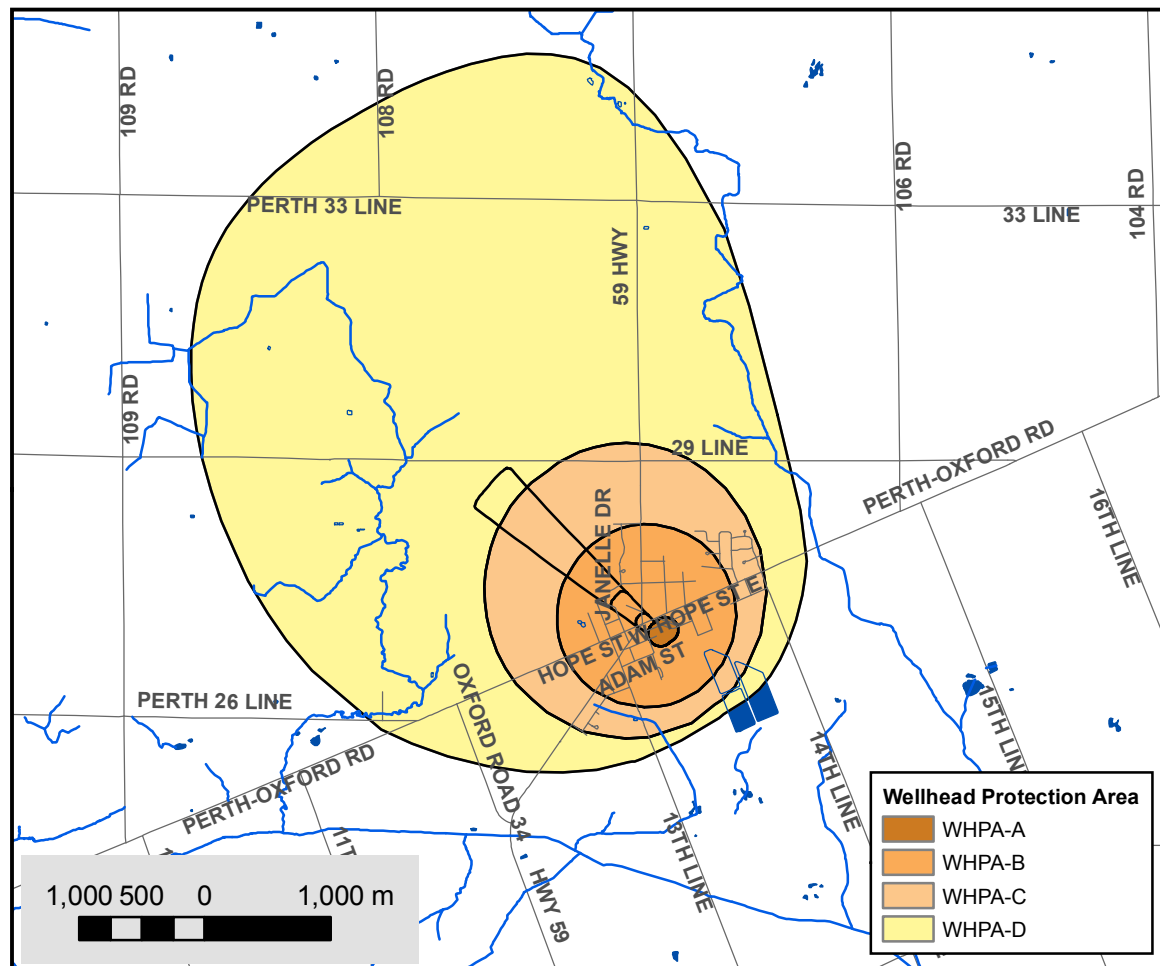 109 RD
108 RD
106 RD
104 RD
PERTH 33 LINE
33 LINE
59 HWY
109 RD
29 LINE
PERTH-OXFORD RD
16TH LINE
JANELLE DR
HOPE ST W
HOPE ST E
ADAM ST
PERTH 26 LINE
OXFORD ROAD 34
PERTH-OXFORD RD
14TH LINE
15TH LINE
13TH LINE
HWY 59
Wellhead Protection Area
WHPA-A
WHPA-B
WHPA-C
WHPA-D
1,000 500 0 1,000 m